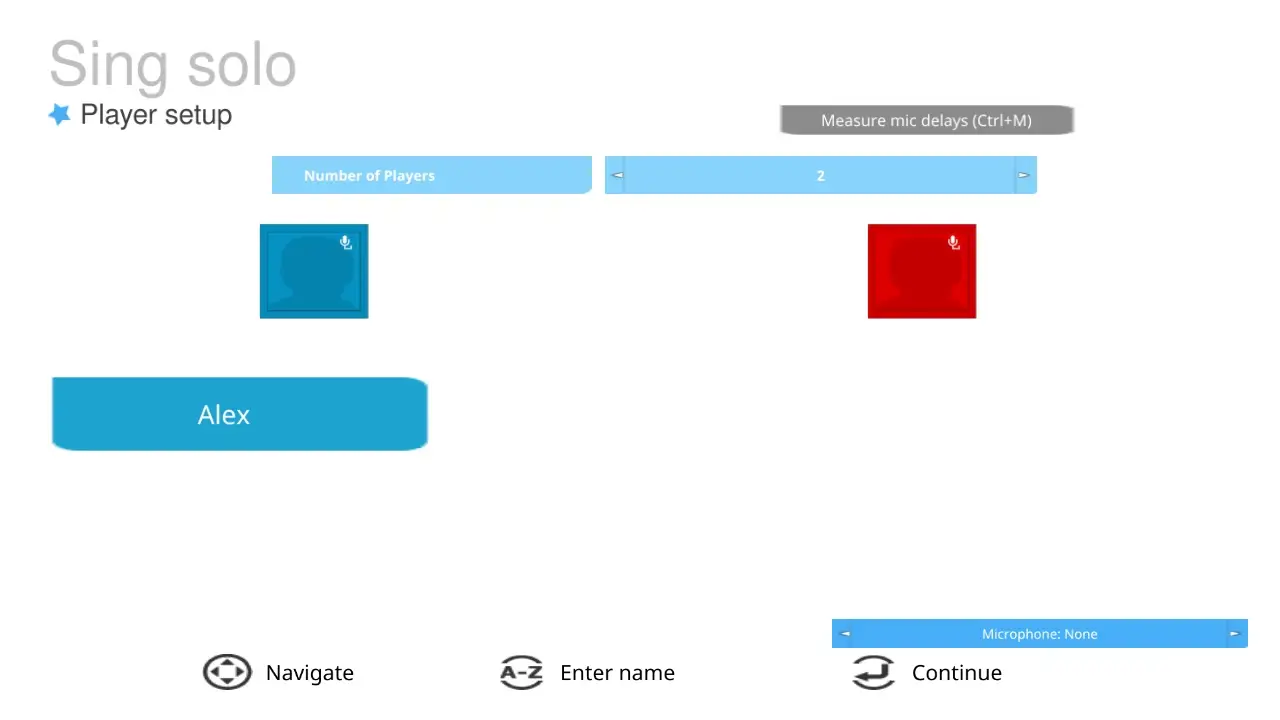 Sing solo
Player setup
Measure mic delays (Ctrl+M)
Number of Players
2
Alex
Microphone: None
Navigate
A-Z
Enter name
Continue